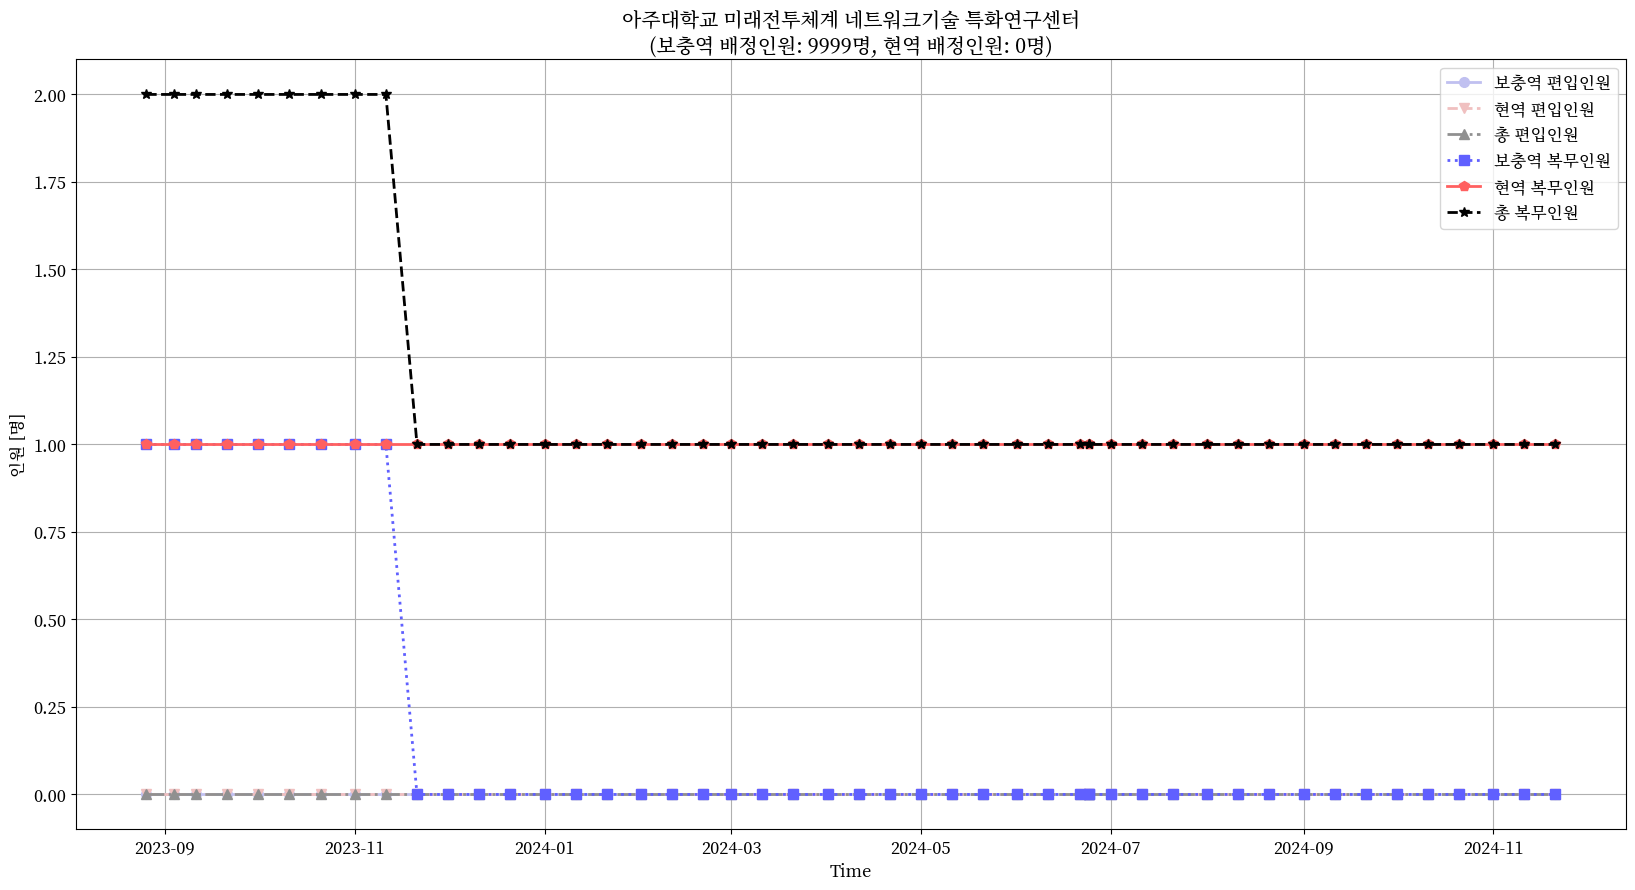 아주대학교 미래전투체계 네트워크기술 특화연구센터
(보충역 배정인원: 9999명, 현역 배정인원: 0명)
보충역 편입인원
현역 편입인원
총 편입인원
보충역 복무인원
현역 복무인원
총 복무인원
인원 [명]
2.00
1.75
1.50
1.25
1.00
0.75
0.50
0.25
0.00
2023-09 2023-11 2024-01 2024-03 2024-05 2024-07 2024-09 2024-11
Time